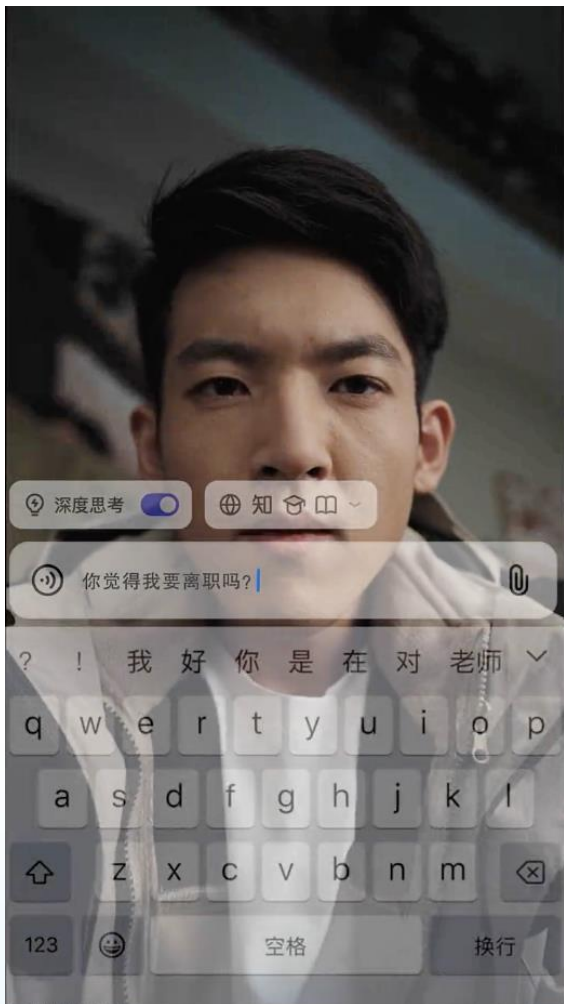 深度思考
知
你觉得我要离职吗?
? ! 我 好 你 是 在 对 老师
q w e r t y u i o p
a s d f g h j k l
z x c v b n m
123 空格 换行